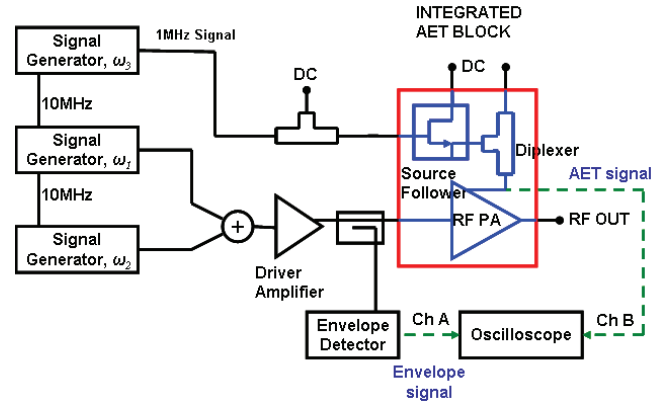 INTEGRATED
AET BLOCK
Signal
Generator, ω3
1MHz Signal
DC
DC
10MHz
Signal
Generator, ω1
Diplexer
Source
Follower
AET signal
10MHz
RF PA
RF OUT
Signal
Generator, ω2
+
Driver
Amplifier
Envelope
Detector
Ch A
Oscilloscope
Ch B
Envelope
signal